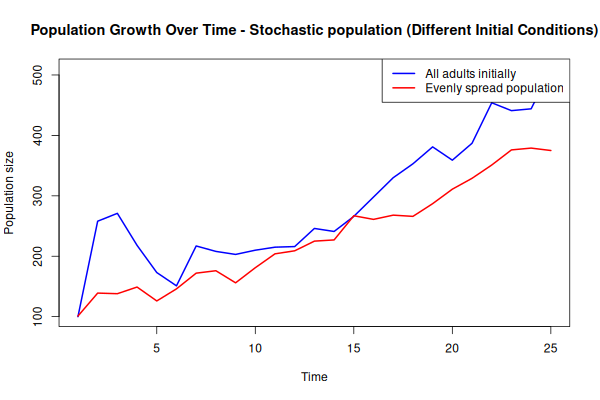 Population Growth Over Time - Stochastic population (Different Initial Conditions)
All adults initially
Evenly spread population
Population size
500
400
300
200
100
5 10 15 20 25
Time